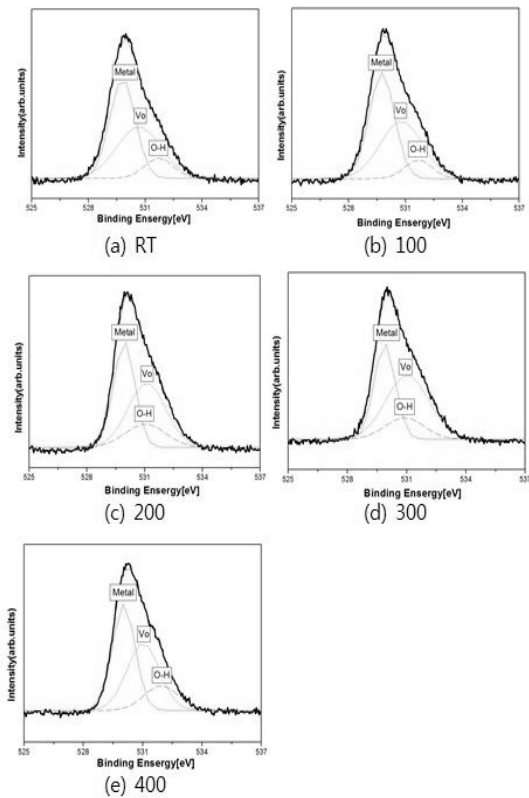 Intensity(arb.units)
Metal
Vo
O-H
525 528 531 534 537
Binding Ensergy[eV]
(a) RT
Intensity(arb.units)
Metal
Vo
O-H
525 528 531 534 537
Binding Ensergy[eV]
(b) 100
Intensity(arb.units)
Metal
Vo
O-H
525 528 531 534 537
Binding Ensergy[eV]
(c) 200
Intensity(arb.units)
Metal
Vo
O-H
525 528 531 534 537
Binding Ensergy[eV]
(d) 300
Intensity(arb.units)
Metal
Vo
O-H
525 528 531 534 537
Binding Ensergy[eV]
(e) 400